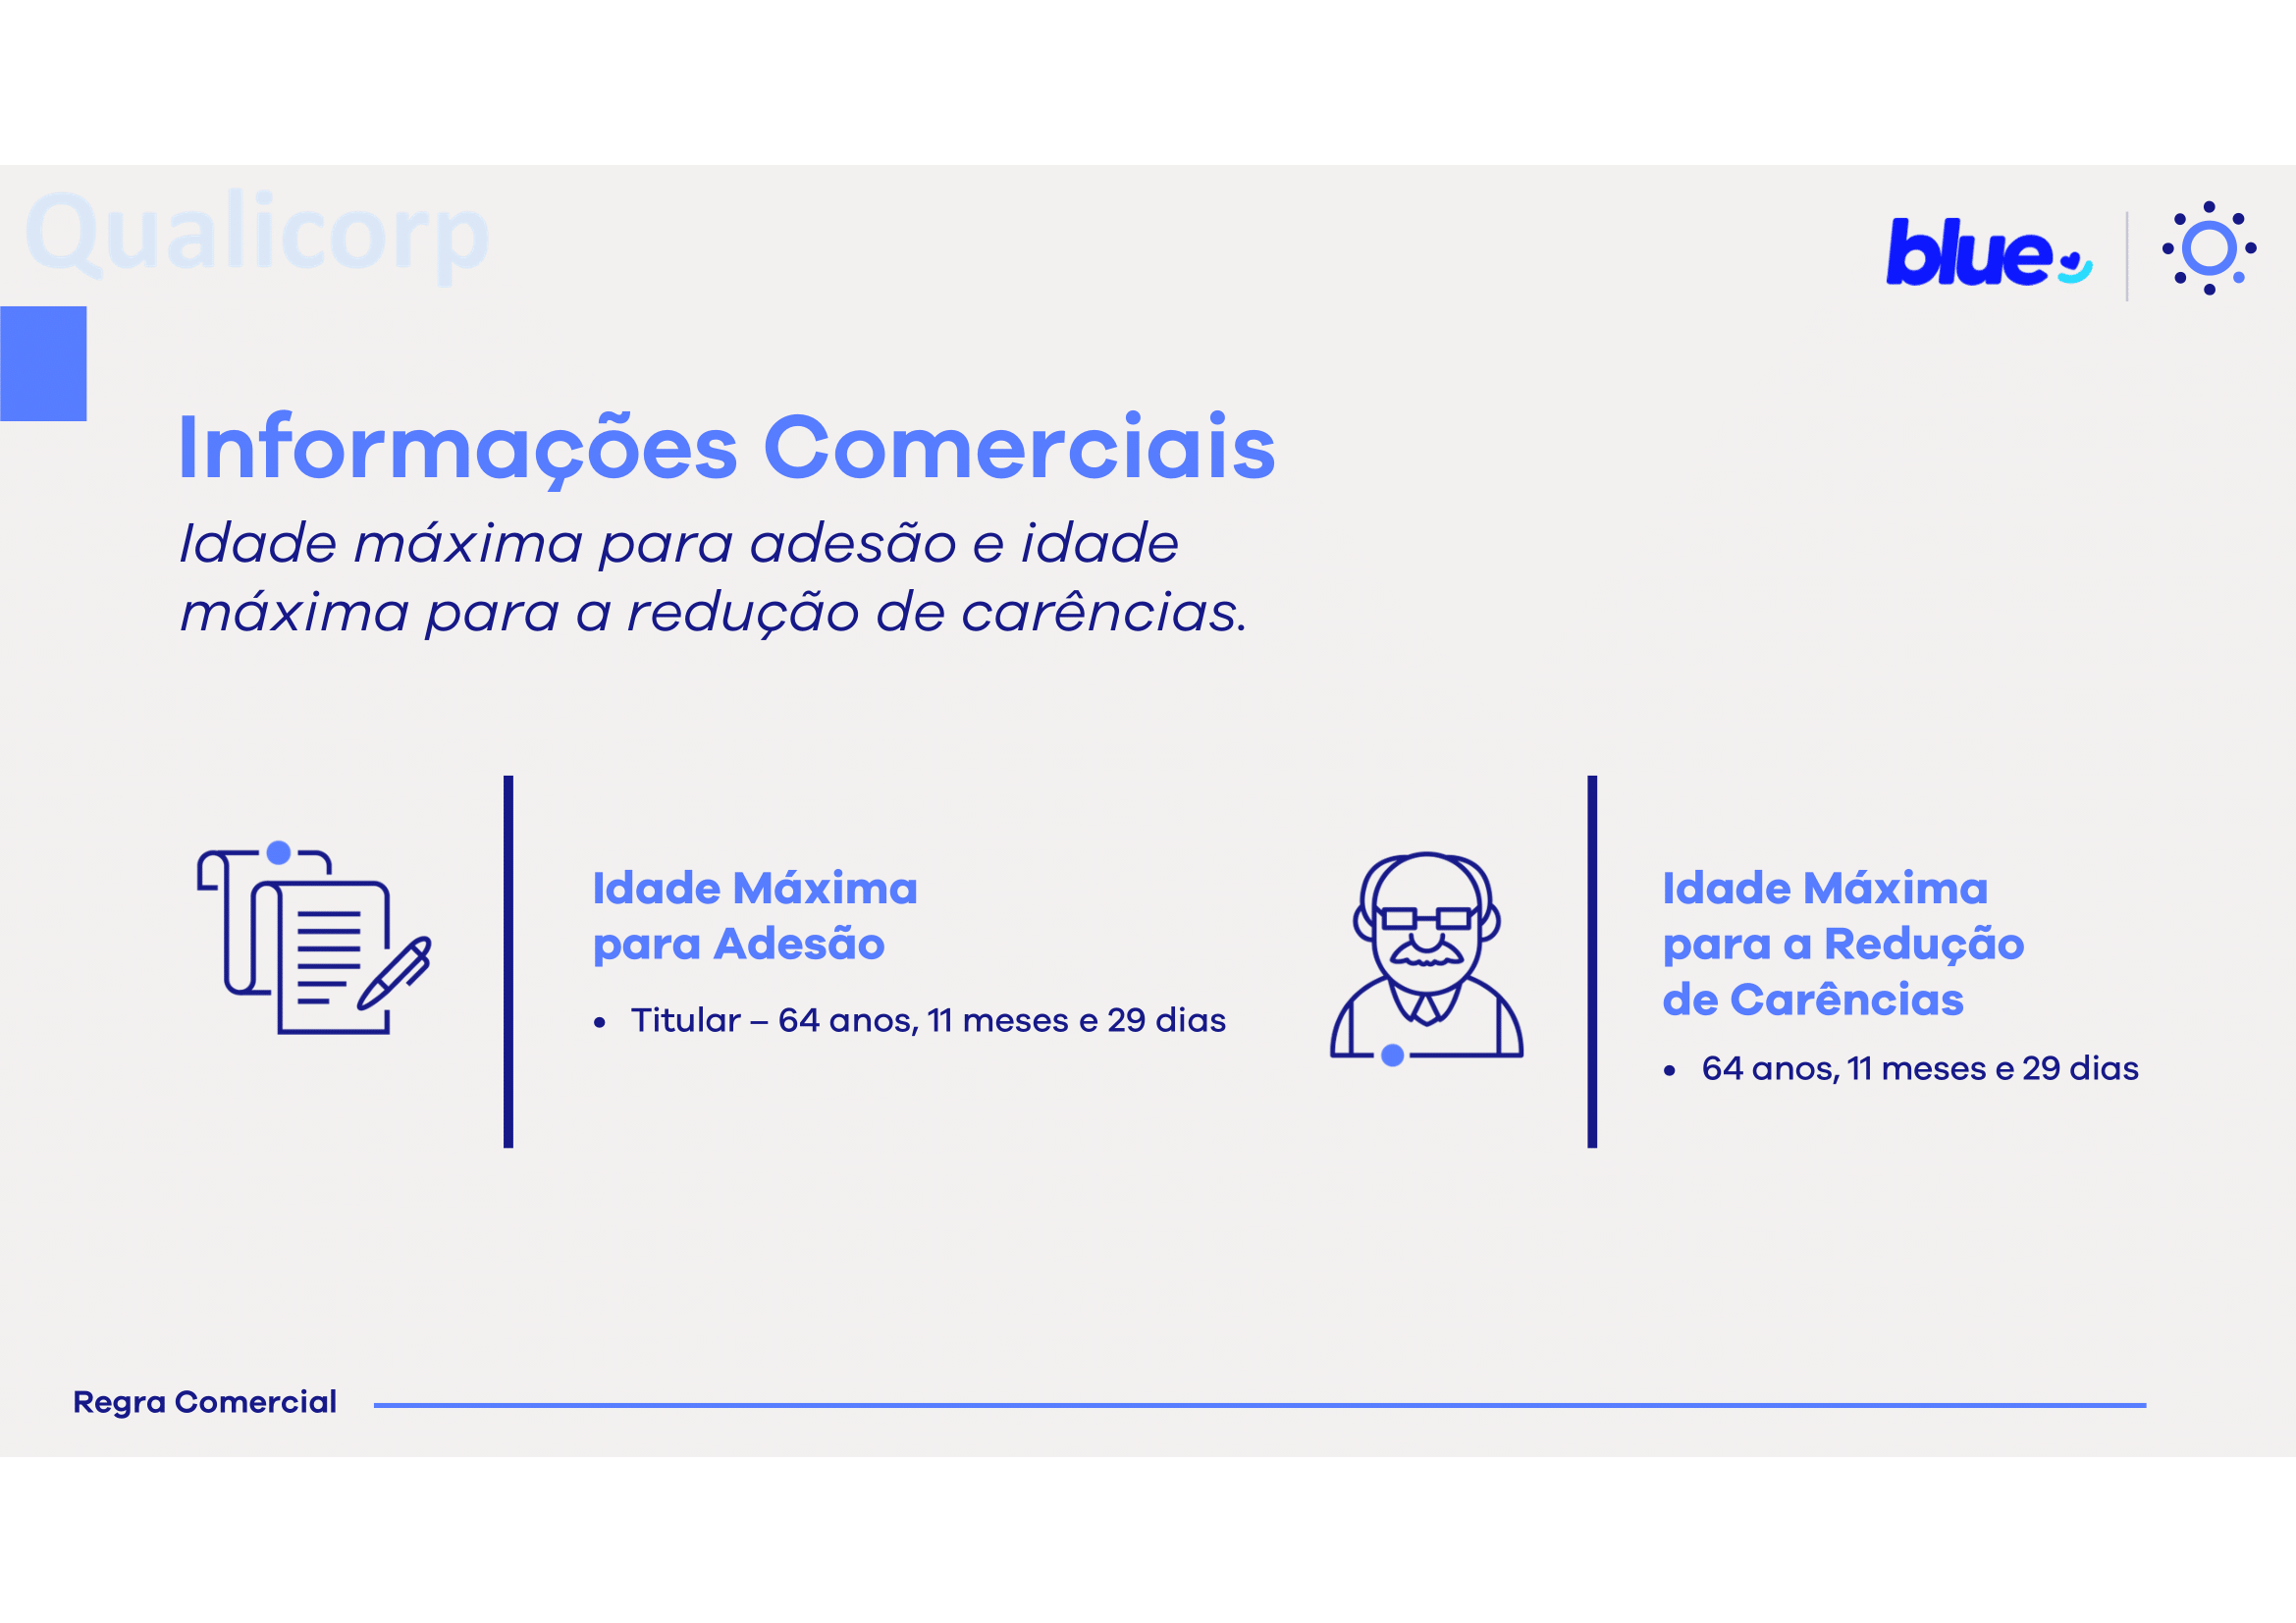 Qualicorp
blue
Informações Comerciais
Idade máxima para adesão e idade
máxima para a redução de carências.
Idade Máxima
para Adesão
• Titular – 64 anos, 11 meses e 29 dias
Idade Máxima
para a Redução
de Carências
• 64 anos, 11 meses e 29 dias
Regra Comercial